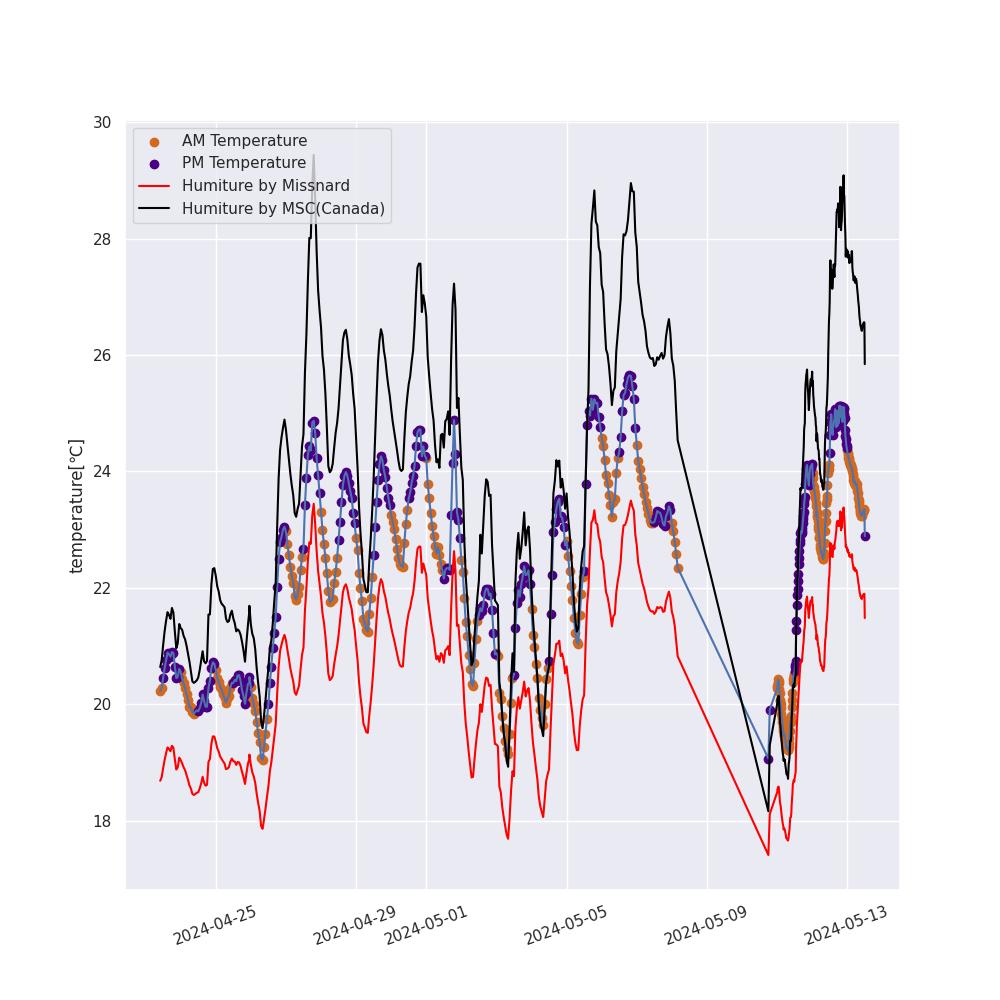 30
28
26
24
22
20
18
temperature[℃]
AM Temperature
PM Temperature
Humiture by Missnard
Humiture by MSC(Canada)
2024-04-25
2024-04-29
2024-05-01
2024-05-05
2024-05-09
2024-05-13